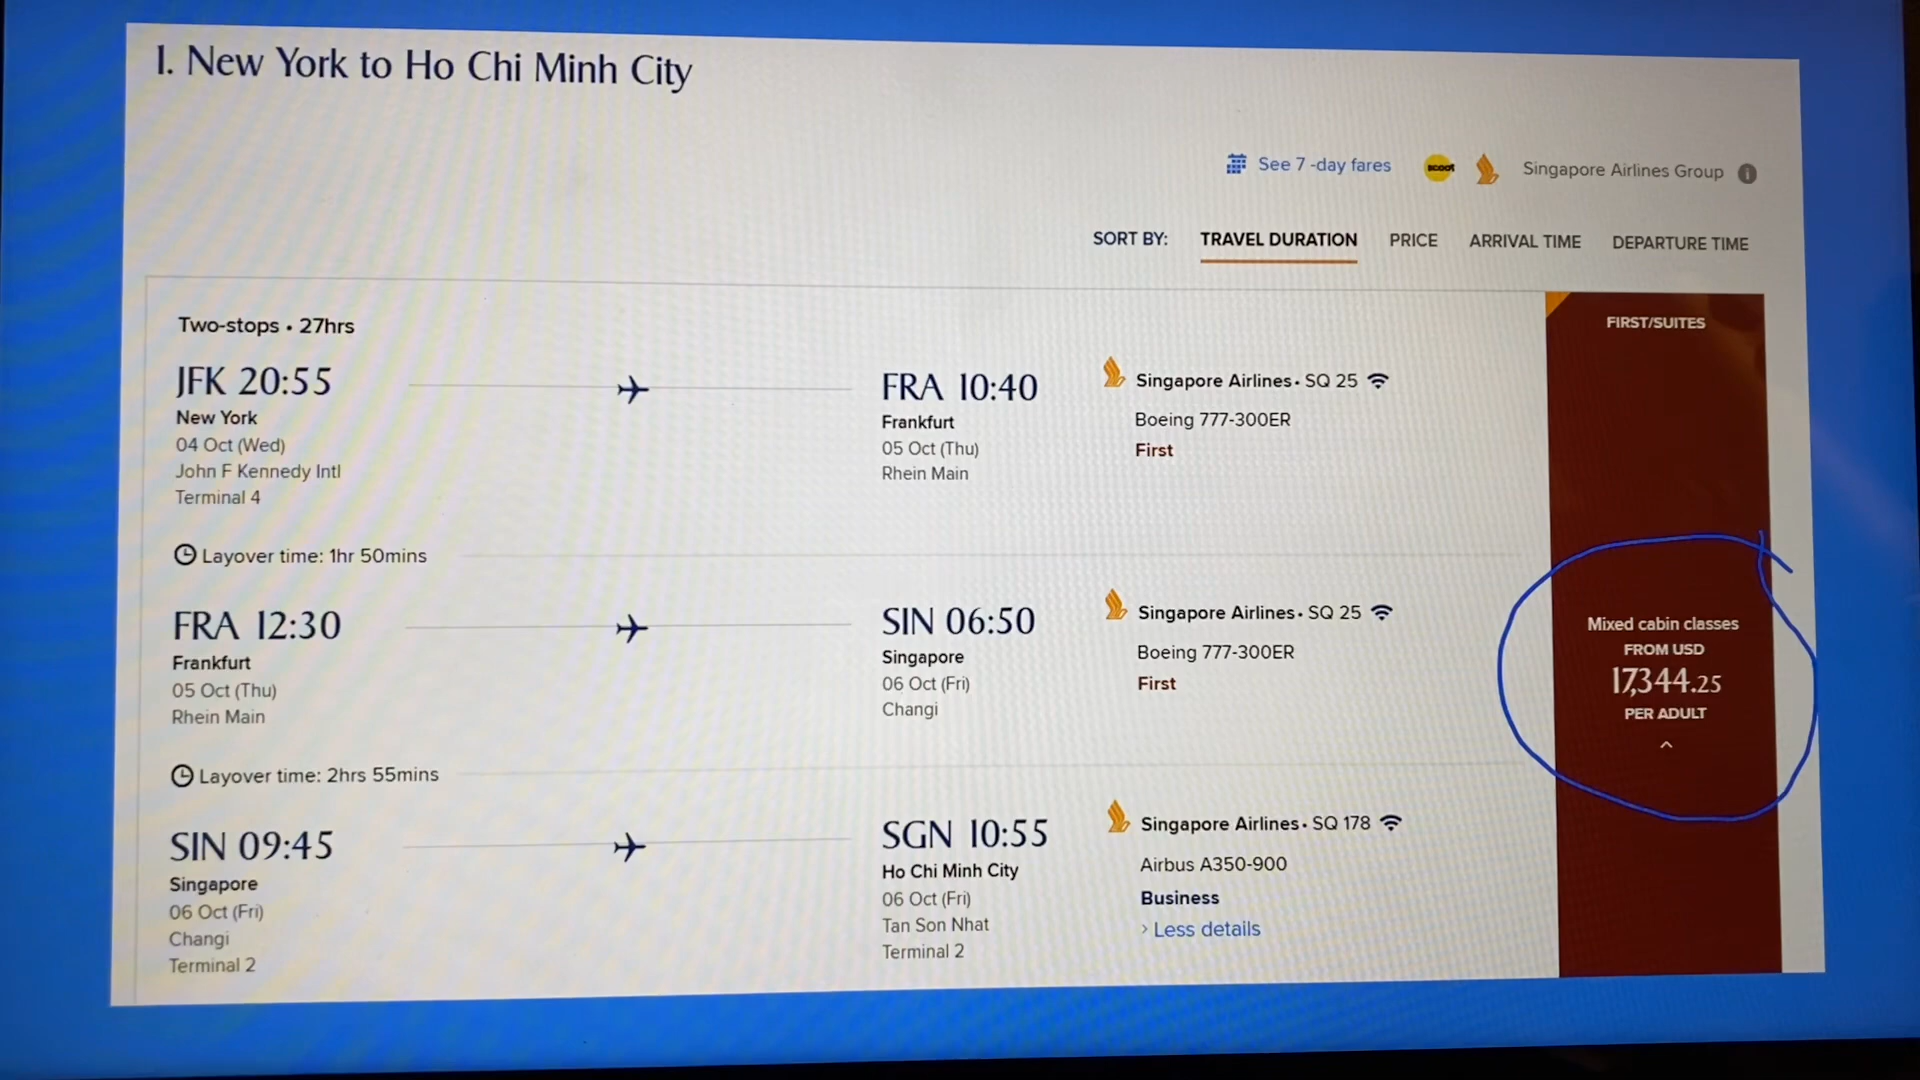 1. New York to Ho Chi Minh City
See 7 -day fares
scoot
Singapore Airlines Group
i
SORT BY: TRAVEL DURATION PRICE ARRIVAL TIME DEPARTURE TIME
Two-stops • 27hrs
FIRST/SUITES
JFK 20:55
New York
04 Oct (Wed)
John F Kennedy Intl
Terminal 4
FRA 10:40
Frankfurt
05 Oct (Thu)
Rhein Main
Singapore Airlines • SQ 25
Boeing 777-300ER
First
Layover time: 1hr 50mins
FRA 12:30
Frankfurt
05 Oct (Thu)
Rhein Main
SIN 06:50
Singapore
06 Oct (Fri)
Changi
Singapore Airlines • SQ 25
Boeing 777-300ER
First
Mixed cabin classes
FROM USD
17,344.25
PER ADULT
Layover time: 2hrs 55mins
SIN 09:45
Singapore
06 Oct (Fri)
Changi
Terminal 2
SGN 10:55
Ho Chi Minh City
06 Oct (Fri)
Tan Son Nhat
Terminal 2
Singapore Airlines • SQ 178
Airbus A350-900
Business
Less details